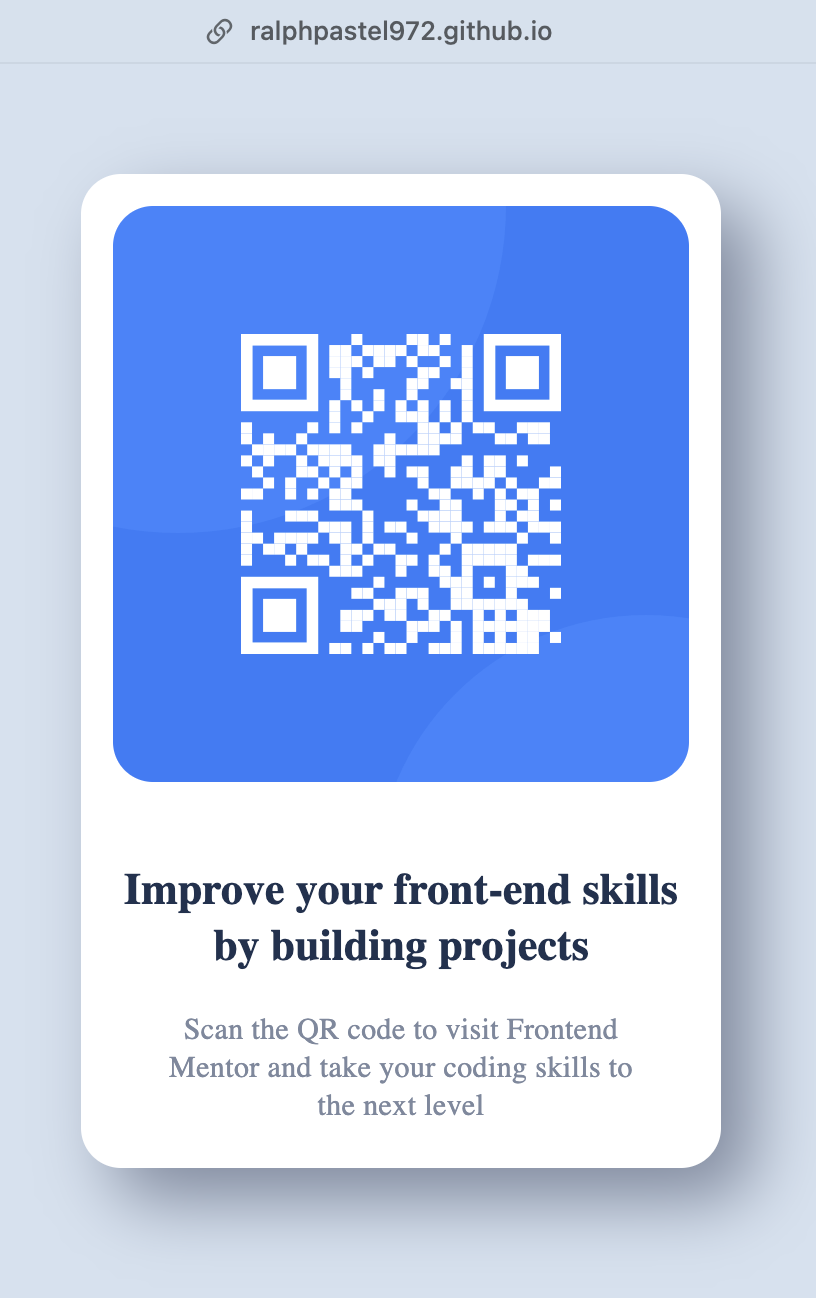 ralphpastel972.github.io
Improve your front-end skills
by building projects
Scan the QR code to visit Frontend
Mentor and take your coding skills to
the next level